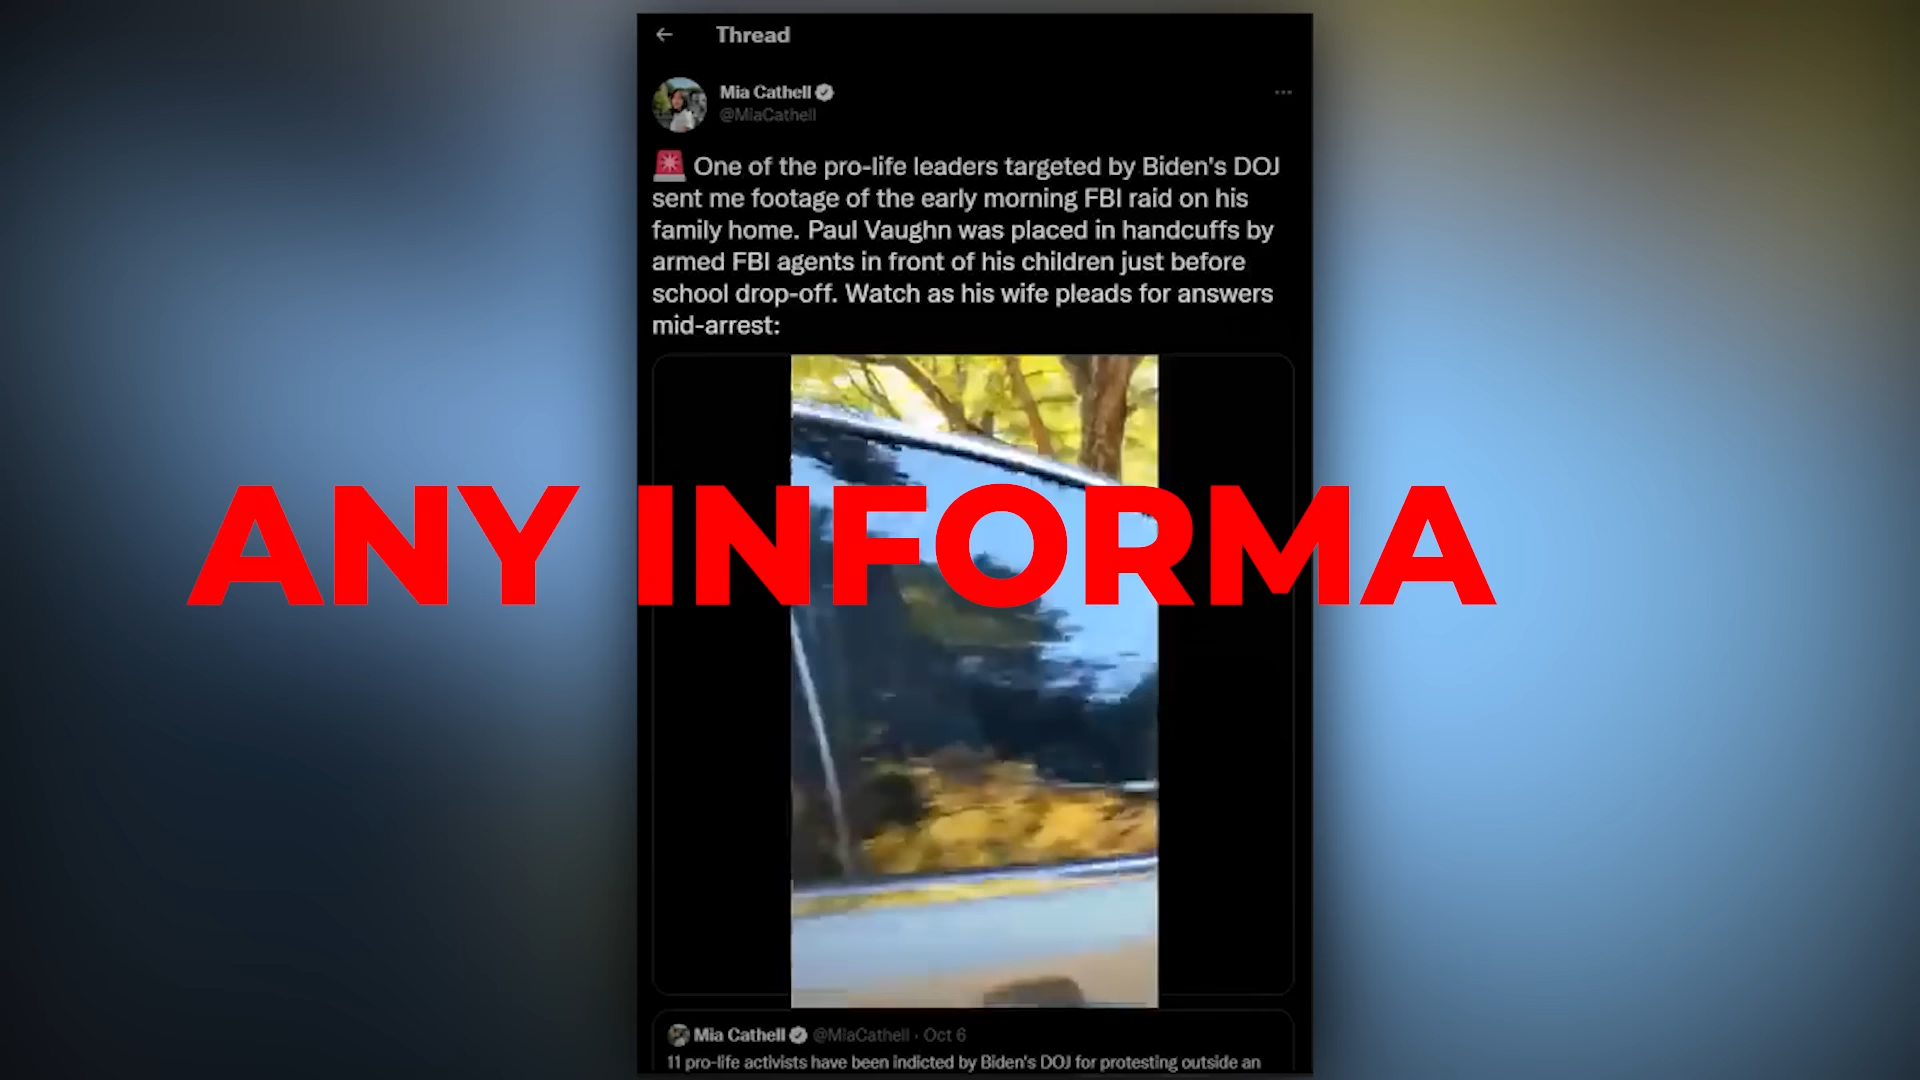 Thread
Mia Cathell
@MiaCathell
One of the pro-life leaders targeted by Biden's DOJ
sent me footage of the early morning FBI raid on his
family home. Paul Vaughn was placed in handcuffs by
armed FBI agents in front of his children just before
school drop-off. Watch as his wife pleads for answers
mid-arrest:
ANY INFORMA
Mia Cathell @MiaCathell · Oct 6
11 pro-life activists have been indicted by Biden's DOJ for protesting outside an